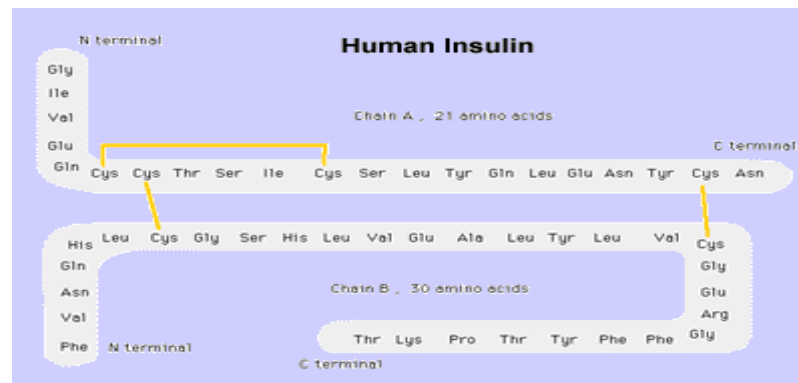 N terminal
Human Insulin
Gly
Ile
Val
Chain A , 21 amino acids
Glu
C terminal
Gln Cys Cys Thr Ser Ile Cys Ser Leu Tyr Gln Leu Glu Asn Tyr Cys Asn
His Leu Cys Gly Ser His Leu Val Glu Ala Leu Tyr Leu Val Cys
Gln
Gly
Asn
Chain B , 30 amino acids
Glu
Val
Arg
Phe
N terminal
Thr Lys Pro Thr Tyr Phe Phe Gly
C terminal